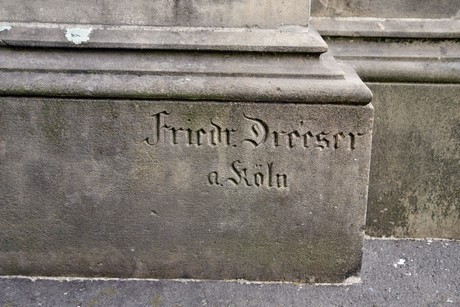 Friedr. Dreeser
a. Köln